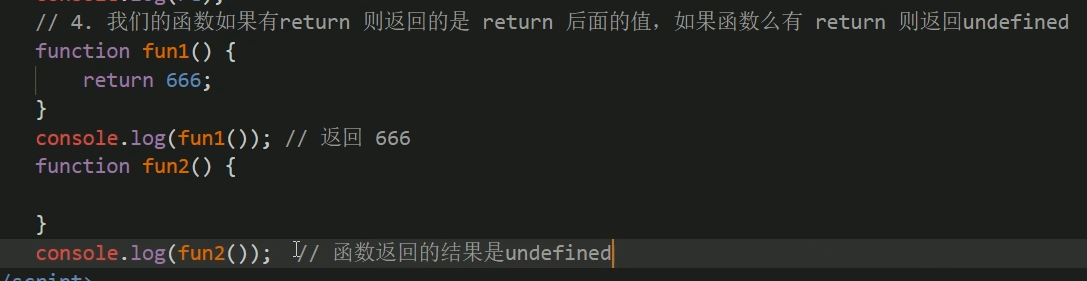 // 4. 我们的函数如果有return 则返回的是 return 后面的值，如果函数么有 return 则返回undefined
function fun1() {
return 666;
}
console.log(fun1()); // 返回 666
function fun2() {
}
console.log(fun2()); // 函数返回的结果是undefined